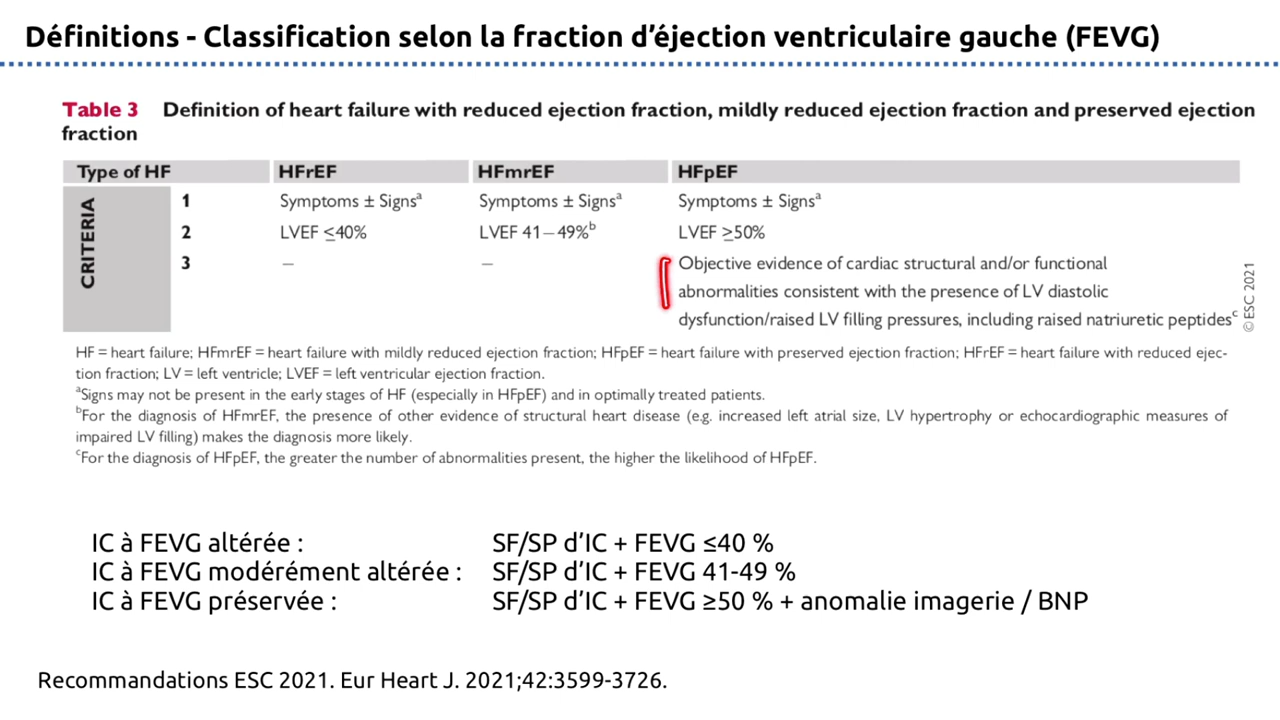 Définitions - Classification selon la fraction d’éjection ventriculaire gauche (FEVG)
Table 3 Definition of heart failure with reduced ejection fraction, mildly reduced ejection fraction and preserved ejection
fraction
Type of HF HFrEF HFmrEF HFpEF
CRITERIA
1 Symptoms ± Signsᵃ Symptoms ± Signsᵃ Symptoms ± Signsᵃ
2 LVEF ≤40% LVEF 41–49%ᵇ LVEF ≥50%
3 – – Objective evidence of cardiac structural and/or functional
abnormalities consistent with the presence of LV diastolic
dysfunction/raised LV filling pressures, including raised natriuretic peptidesᶜ
© ESC 2021
HF = heart failure; HFmrEF = heart failure with mildly reduced ejection fraction; HFpEF = heart failure with preserved ejection fraction; HFrEF = heart failure with reduced ejec-
tion fraction; LV = left ventricle; LVEF = left ventricular ejection fraction.
ᵃSigns may not be present in the early stages of HF (especially in HFpEF) and in optimally treated patients.
ᵇFor the diagnosis of HFmrEF, the presence of other evidence of structural heart disease (e.g. increased left atrial size, LV hypertrophy or echocardiographic measures of
impaired LV filling) makes the diagnosis more likely.
ᶜFor the diagnosis of HFpEF, the greater the number of abnormalities present, the higher the likelihood of HFpEF.
IC à FEVG altérée : SF/SP d’IC + FEVG ≤40 %
IC à FEVG modérément altérée : SF/SP d’IC + FEVG 41-49 %
IC à FEVG préservée : SF/SP d’IC + FEVG ≥50 % + anomalie imagerie / BNP
Recommandations ESC 2021. Eur Heart J. 2021;42:3599-3726.